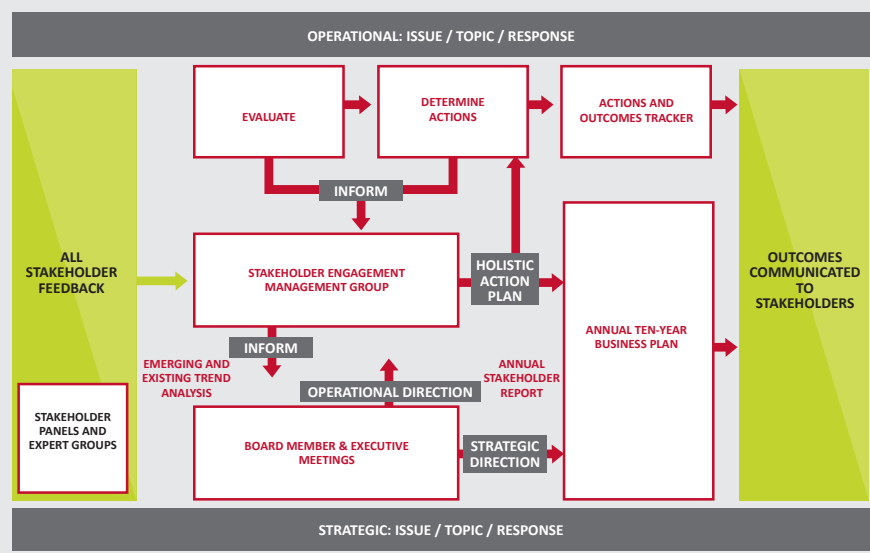 OPERATIONAL: ISSUE / TOPIC / RESPONSE
EVALUATE
DETERMINE
ACTIONS
ACTIONS AND
OUTCOMES TRACKER
INFORM
ALL
STAKEHOLDER
FEEDBACK
STAKEHOLDER ENGAGEMENT
MANAGEMENT GROUP
HOLISTIC
ACTION
PLAN
OUTCOMES
COMMUNICATED
TO
STAKEHOLDERS
ANNUAL TEN-YEAR
BUSINESS PLAN
INFORM
EMERGING AND
EXISTING TREND
ANALYSIS
OPERATIONAL DIRECTION
ANNUAL
STAKEHOLDER
REPORT
STAKEHOLDER
PANELS AND
EXPERT GROUPS
BOARD MEMBER & EXECUTIVE
MEETINGS
STRATEGIC
DIRECTION
STRATEGIC: ISSUE / TOPIC / RESPONSE